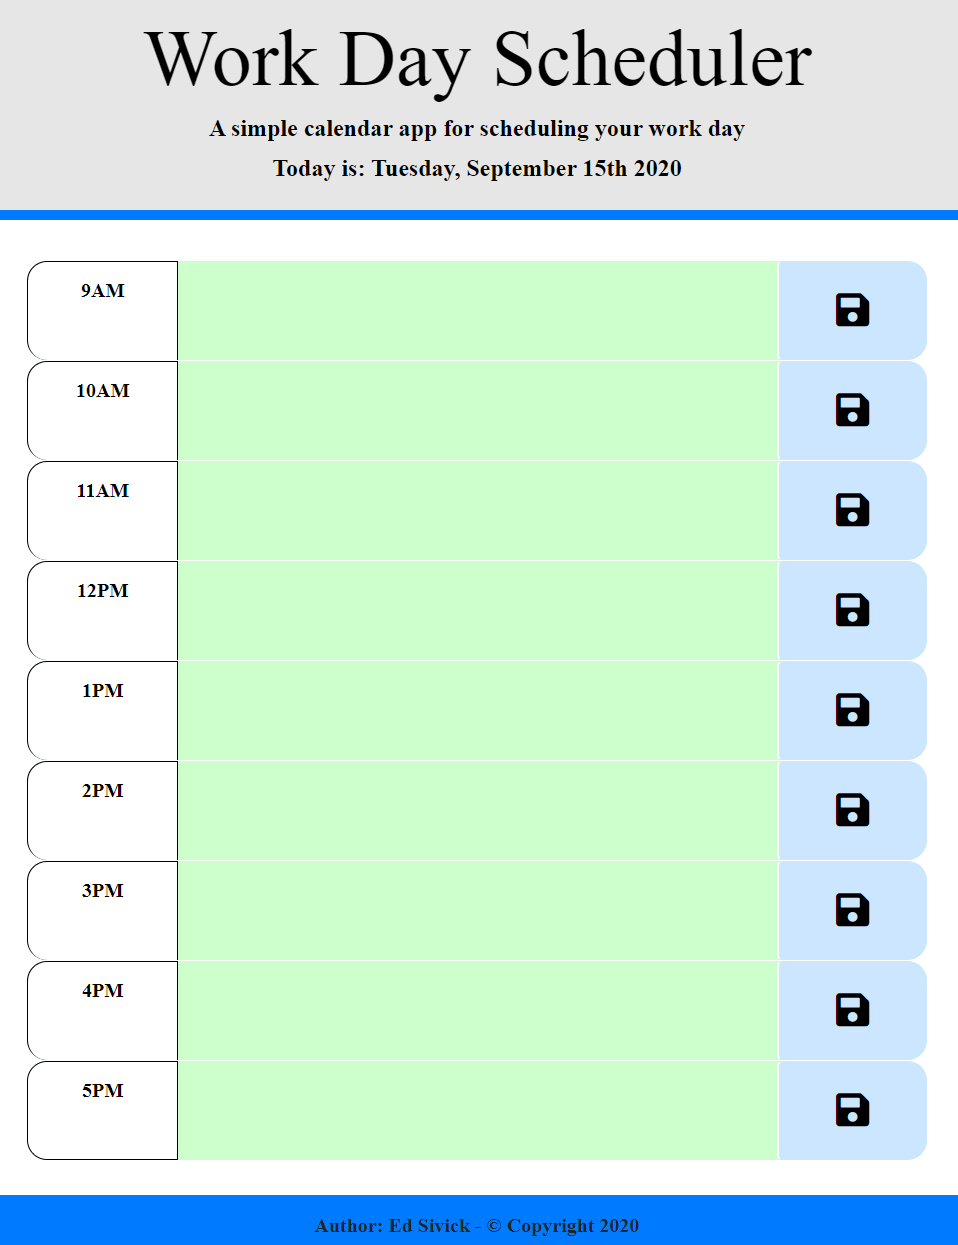 Work Day Scheduler
A simple calendar app for scheduling your work day
Today is: Tuesday, September 15th 2020
9AM
10AM
11AM
12PM
1PM
2PM
3PM
4PM
5PM
Author: Ed Sivick - © Copyright 2020